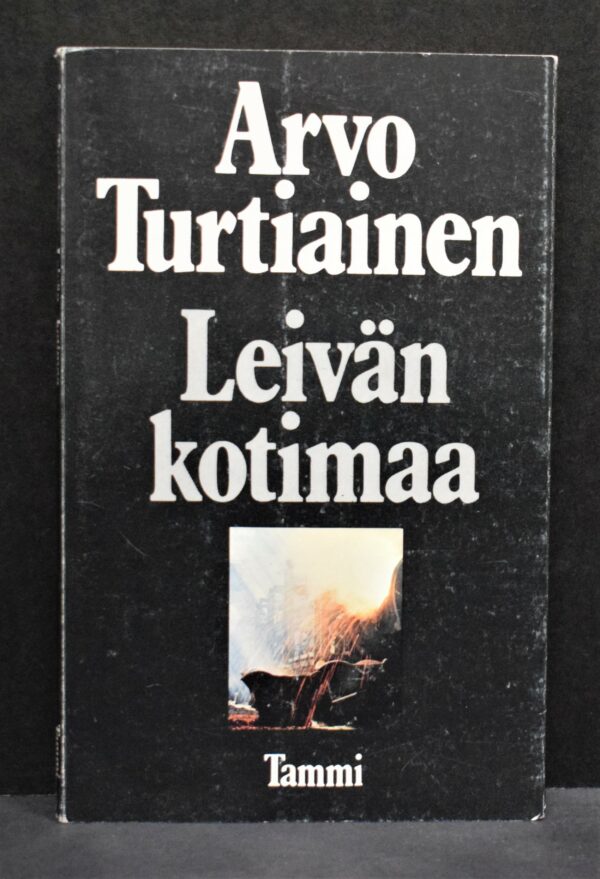 Arvo
Turtiainen
Leivän
kotimaa
Tammi